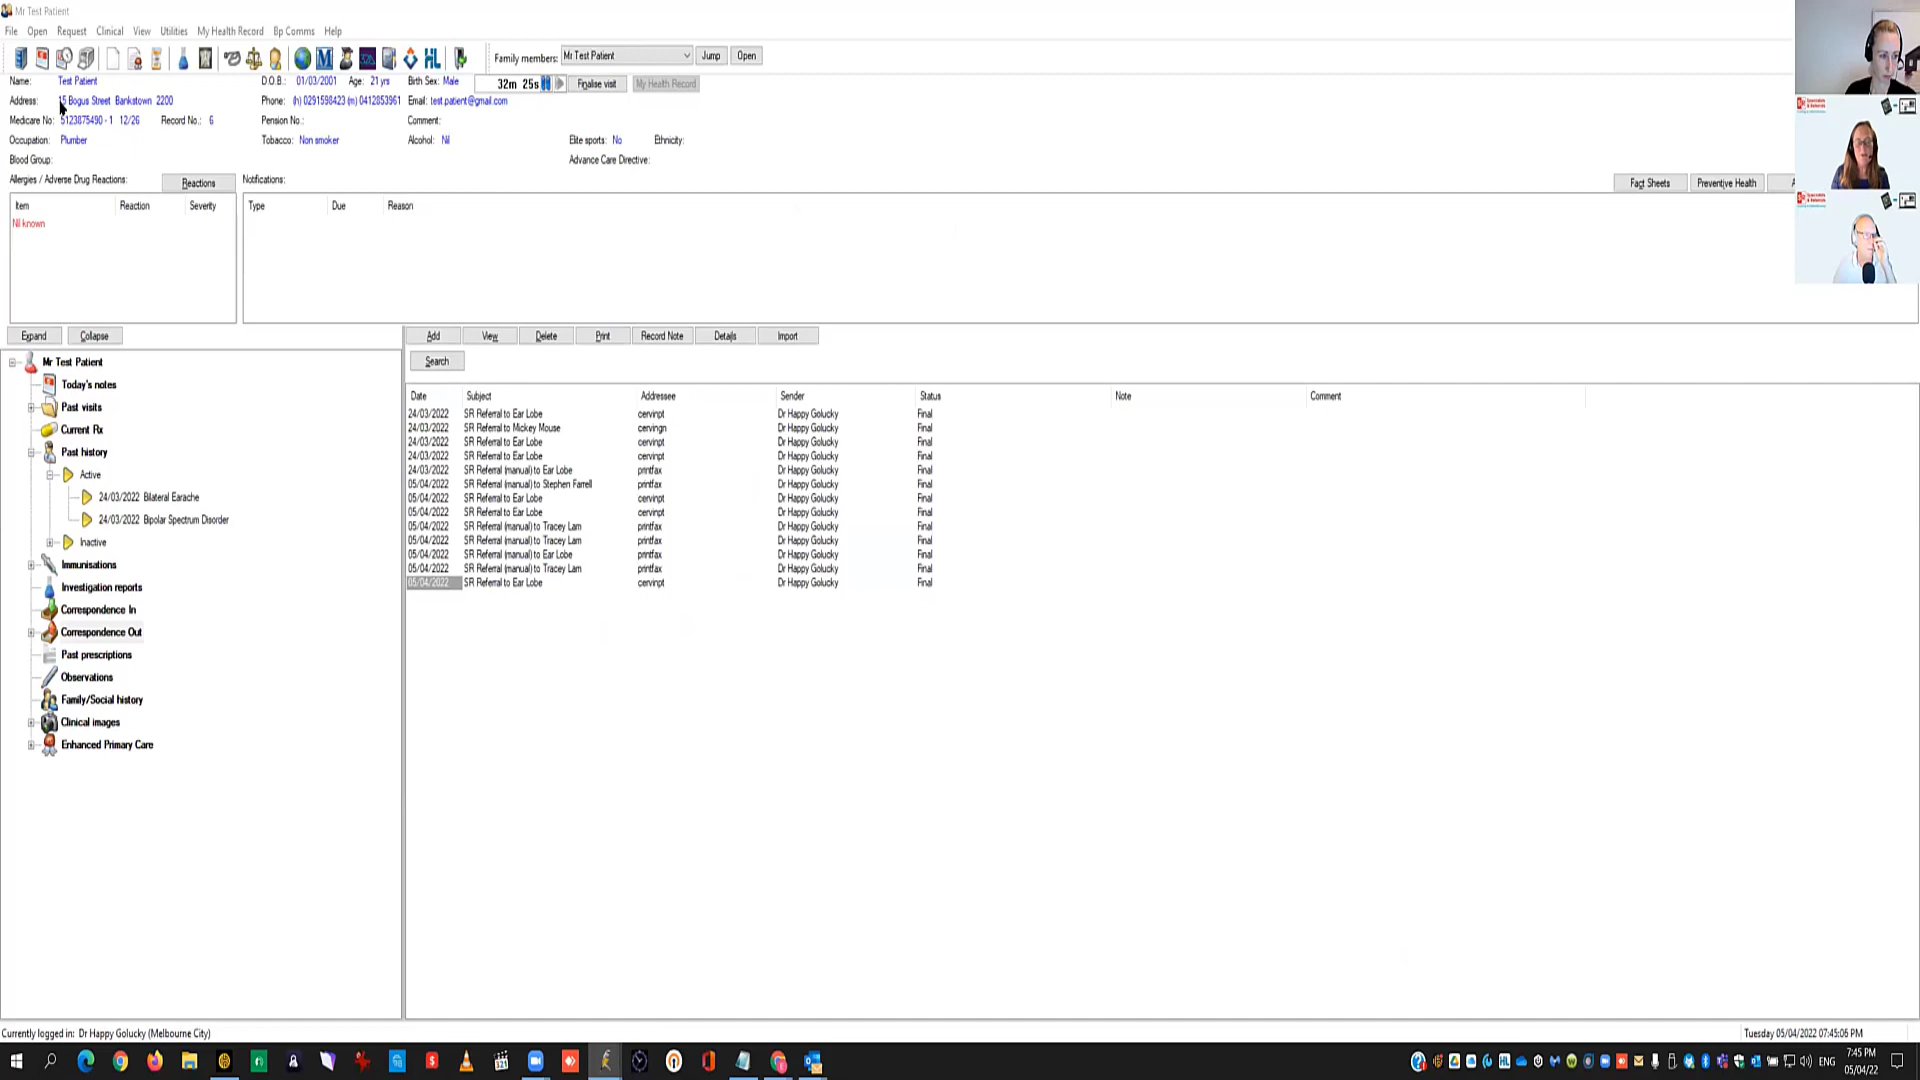 Mr Test Patient
File Open Request Clinical View Utilities My Health Record Bp Comms Help
Family members: Mr Test Patient Jump Open
Name: Test Patient D.O.B.: 01/03/2001 Age: 21 yrs Birth Sex: Male 32m 25s Finalise visit My Health Record
Address: 15 Bogus Street Bankstown 2200 Phone: (h) 0291598423 (m) 0412853961 Email: test.patient@gmail.com
Medicare No: 5123875490 - 1 12/26 Record No.: 6 Pension No.: Comment:
Occupation: Plumber Tobacco: Non smoker Alcohol: Nil Elite sports: No Ethnicity:
Blood Group: Advance Care Directive:
Allergies / Adverse Drug Reactions: Reactions Notifications: Fact Sheets Preventive Health A
Item Reaction Severity Type Due Reason
Nil known
Expand Collapse Add View Delete Print Record Note Details Import
Search
Mr Test Patient
Today's notes
Past visits
Current Rx
Past history
Active
24/03/2022 Bilateral Earache
24/03/2022 Bipolar Spectrum Disorder
Inactive
Immunisations
Investigation reports
Correspondence In
Correspondence Out
Past prescriptions
Observations
Family/Social history
Clinical images
Enhanced Primary Care
Date Subject Addressee Sender Status Note Comment
24/03/2022 SR Referral to Ear Lobe cervinpt Dr Happy Golucky Final
24/03/2022 SR Referral to Mickey Mouse cervingn Dr Happy Golucky Final
24/03/2022 SR Referral to Ear Lobe cervinpt Dr Happy Golucky Final
24/03/2022 SR Referral to Ear Lobe cervinpt Dr Happy Golucky Final
24/03/2022 SR Referral (manual) to Ear Lobe printfax Dr Happy Golucky Final
05/04/2022 SR Referral (manual) to Stephen Farrell printfax Dr Happy Golucky Final
05/04/2022 SR Referral to Ear Lobe cervinpt Dr Happy Golucky Final
05/04/2022 SR Referral to Ear Lobe cervinpt Dr Happy Golucky Final
05/04/2022 SR Referral (manual) to Tracey Lam printfax Dr Happy Golucky Final
05/04/2022 SR Referral (manual) to Tracey Lam printfax Dr Happy Golucky Final
05/04/2022 SR Referral (manual) to Ear Lobe printfax Dr Happy Golucky Final
05/04/2022 SR Referral (manual) to Tracey Lam printfax Dr Happy Golucky Final
05/04/2022 SR Referral to Ear Lobe cervinpt Dr Happy Golucky Final
Currently logged in: Dr Happy Golucky (Melbourne City) Tuesday 05/04/2022 07:45:06 PM
ENG 7:45 PM
05/04/22